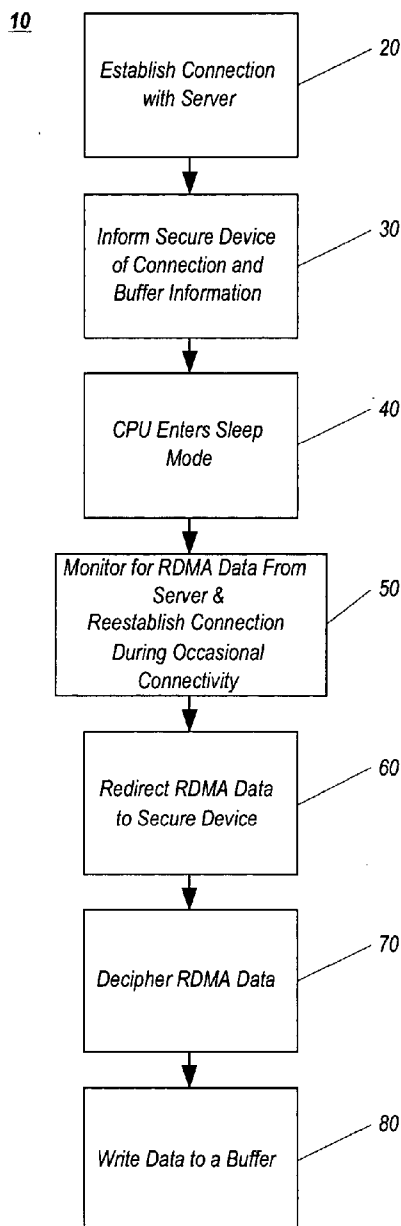 10
20
Establish Connection
with Server
30
Inform Secure Device
of Connection and
Buffer Information
40
CPU Enters Sleep
Mode
50
Monitor for RDMA Data From
Server &
Reestablish Connection
During Occasional
Connectivity
60
Redirect RDMA Data
to Secure Device
70
Decipher RDMA Data
80
Write Data to a Buffer